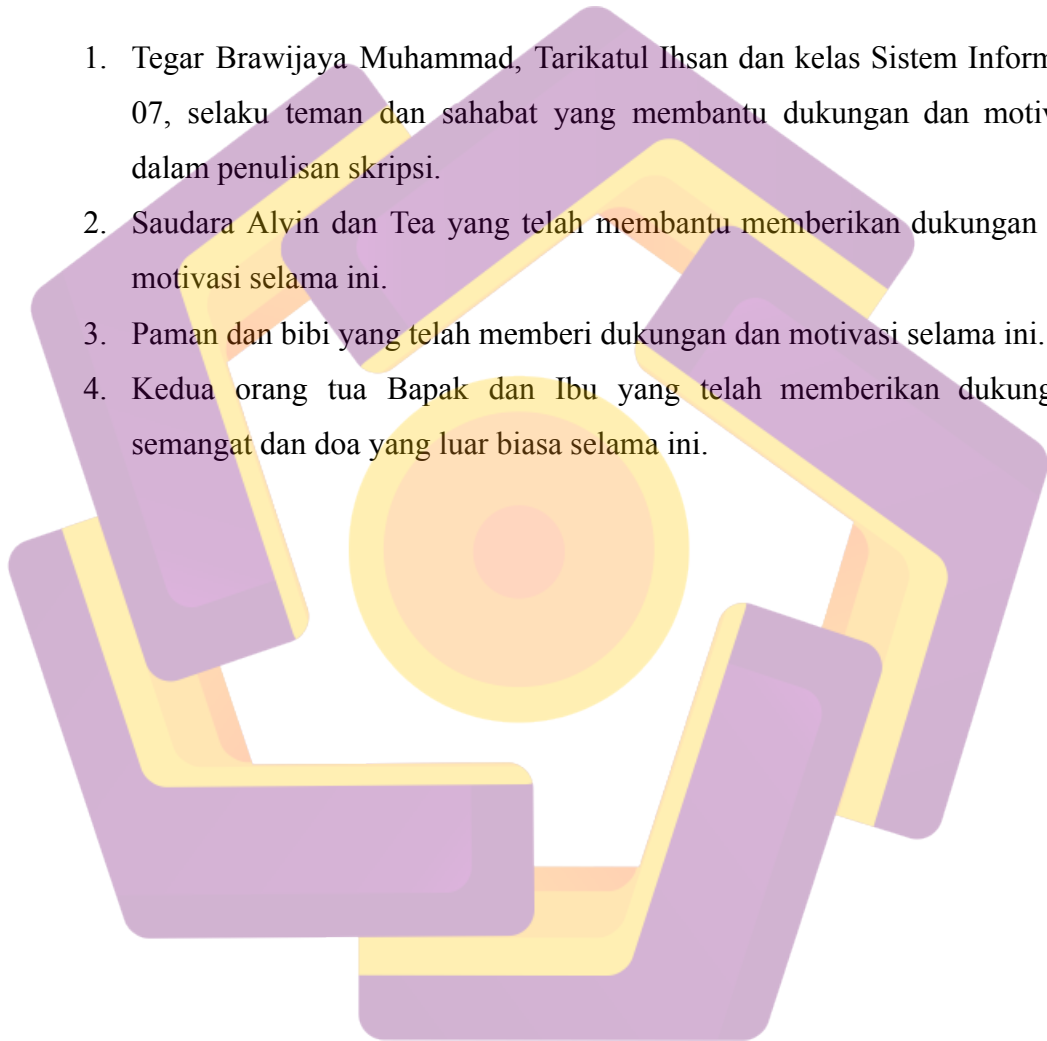 1. Tegar Brawijaya Muhammad, Tarikatul Ihsan dan kelas Sistem Inform
07, selaku teman dan sahabat yang membantu dukungan dan motiv
dalam penulisan skripsi.
2. Saudara Alvin dan Tea yang telah membantu memberikan dukungan
motivasi selama ini.
3. Paman dan bibi yang telah memberi dukungan dan motivasi selama ini.
4. Kedua orang tua Bapak dan Ibu yang telah memberikan dukung
semangat dan doa yang luar biasa selama ini.